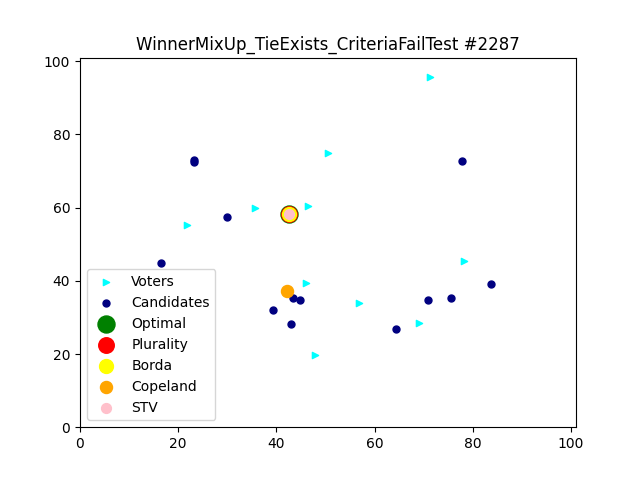 WinnerMixUp_TieExists_CriteriaFailTest #2287
100
80
60
40
20
0
Voters
Candidates
Optimal
Plurality
Borda
Copeland
STV
0 20 40 60 80 100